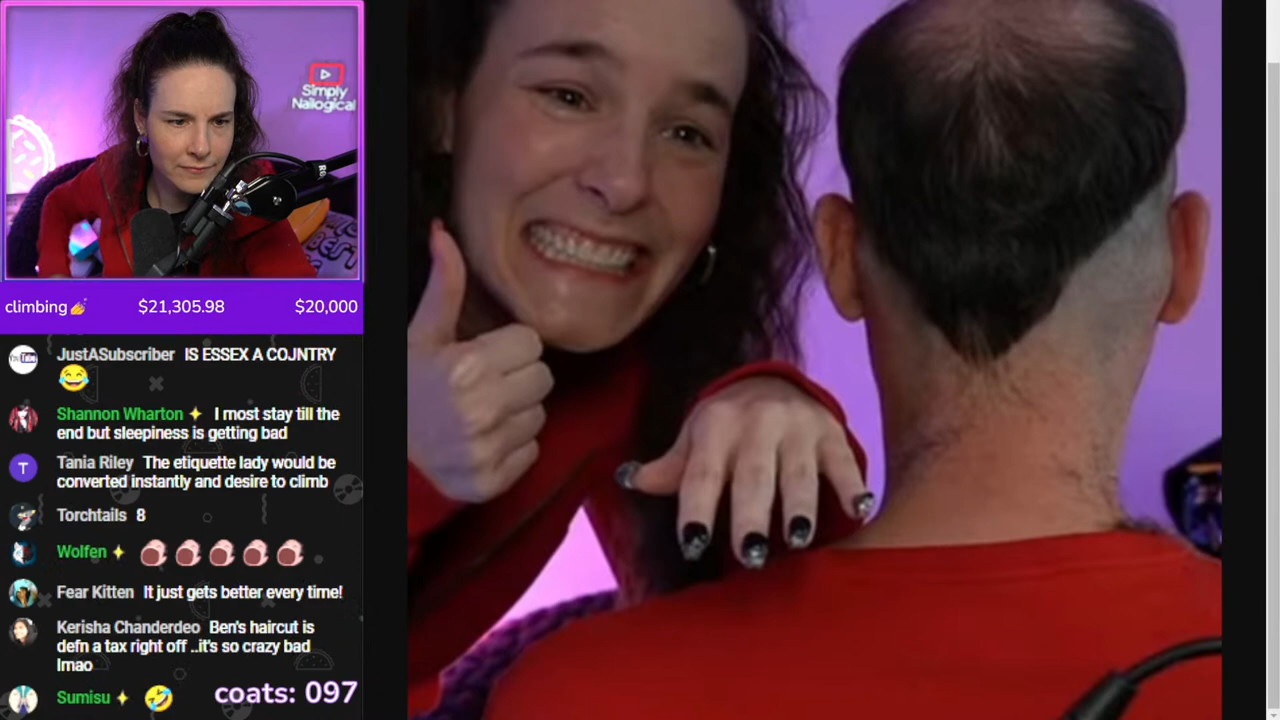 Simply
Nailogical
climbing💅 $21,305.98 $20,000
JustASubscriber IS ESSEX A COJNTRY
😂
Shannon Wharton I most stay till the
end but sleepiness is getting bad
T
Tania Riley The etiquette lady would be
converted instantly and desire to climb
Torchtails 8
Wolfen
Fear Kitten It just gets better every time!
Kerisha Chanderdeo Ben's haircut is
defn a tax right off ..it's so crazy bad
lmao
Sumisu 🤣
coats: 097